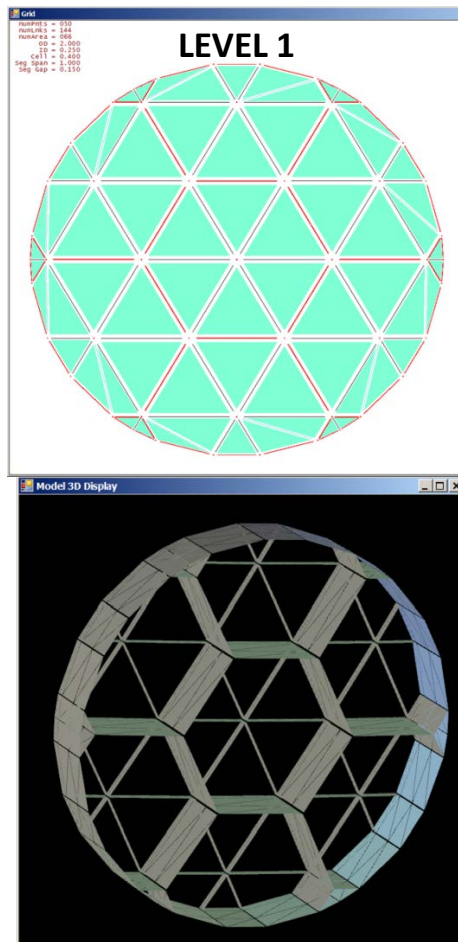 Grid
numPnts = 050
numLnks = 144
numArea = 066
OD = 2.000
ID = 0.250
Cell = 0.400
Seg Span = 1.000
Seg Gap = 0.150
LEVEL 1
Model 3D Display